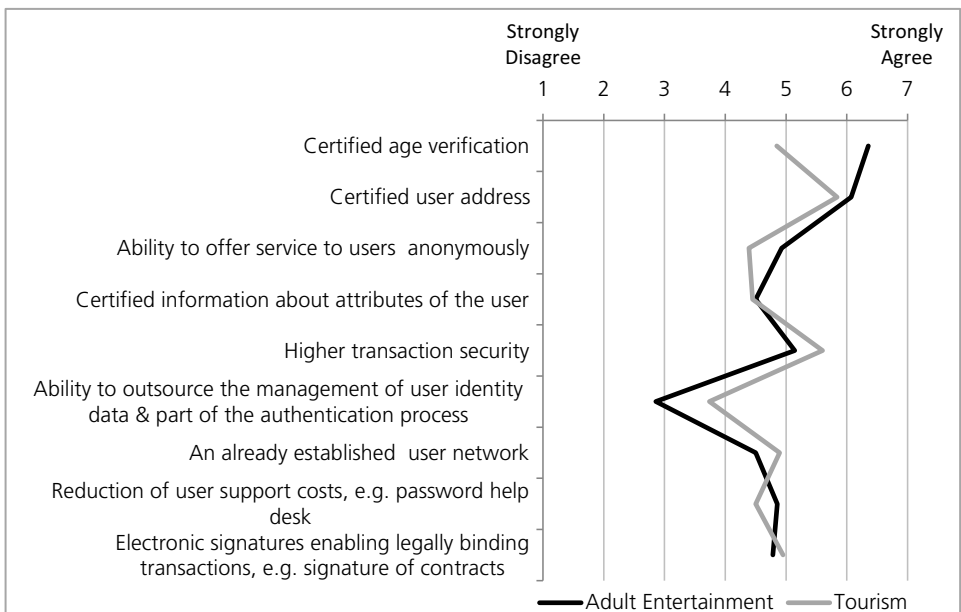 Strongly Disagree Strongly Agree
1 2 3 4 5 6 7
Certified age verification
Certified user address
Ability to offer service to users anonymously
Certified information about attributes of the user
Higher transaction security
Ability to outsource the management of user identity
data & part of the authentication process
An already established user network
Reduction of user support costs, e.g. password help
desk
Electronic signatures enabling legally binding
transactions, e.g. signature of contracts
Adult Entertainment Tourism